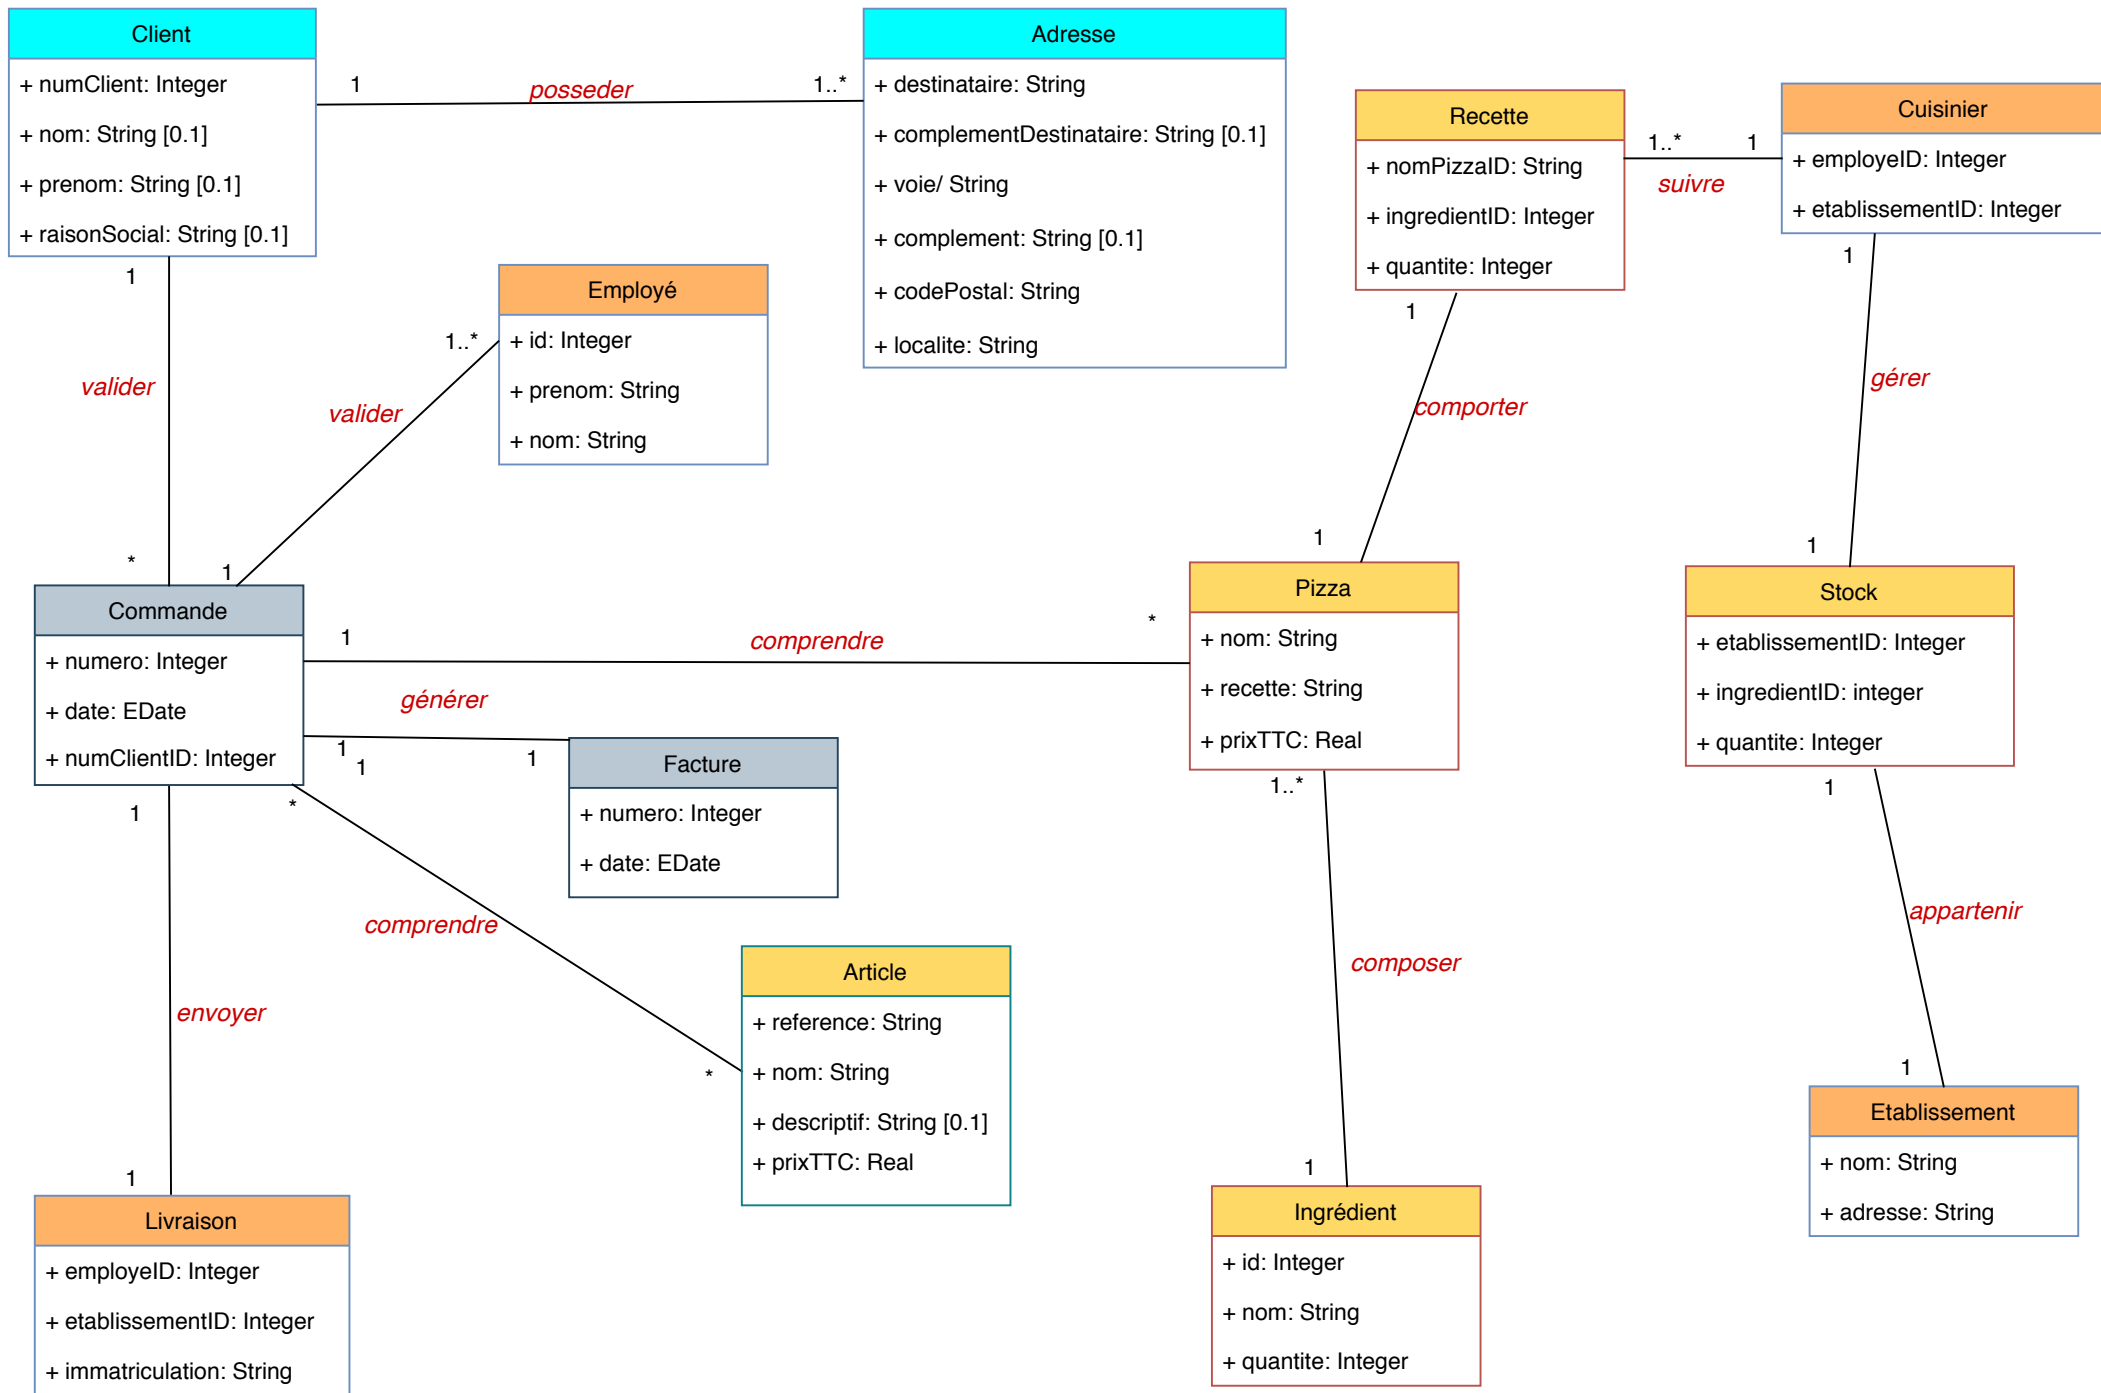 Client
+ numClient: Integer
+ nom: String [0.1]
+ prenom: String [0.1]
+ raisonSocial: String [0.1]
1
posseder
1..*
Adresse
+ destinataire: String
+ complementDestinataire: String [0.1]
+ voie/ String
+ complement: String [0.1]
+ codePostal: String
+ localite: String
Recette
+ nomPizzaID: String
+ ingredientID: Integer
+ quantite: Integer
1..*
1
suivre
Cuisinier
+ employeID: Integer
+ etablissementID: Integer
1
valider
*
Employé
+ id: Integer
+ prenom: String
+ nom: String
1..*
valider
1
1
comporter
1
1
gérer
1
Commande
+ numero: Integer
+ date: EDate
+ numClientID: Integer
1
comprendre
*
Pizza
+ nom: String
+ recette: String
+ prixTTC: Real
Stock
+ etablissementID: Integer
+ ingredientID: integer
+ quantite: Integer
générer
1
1
1
Facture
+ numero: Integer
+ date: EDate
*
comprendre
*
Article
+ reference: String
+ nom: String
+ descriptif: String [0.1]
+ prixTTC: Real
1
envoyer
1
Livraison
+ employeID: Integer
+ etablissementID: Integer
+ immatriculation: String
1..*
composer
1
Ingrédient
+ id: Integer
+ nom: String
+ quantite: Integer
1
appartenir
1
Etablissement
+ nom: String
+ adresse: String